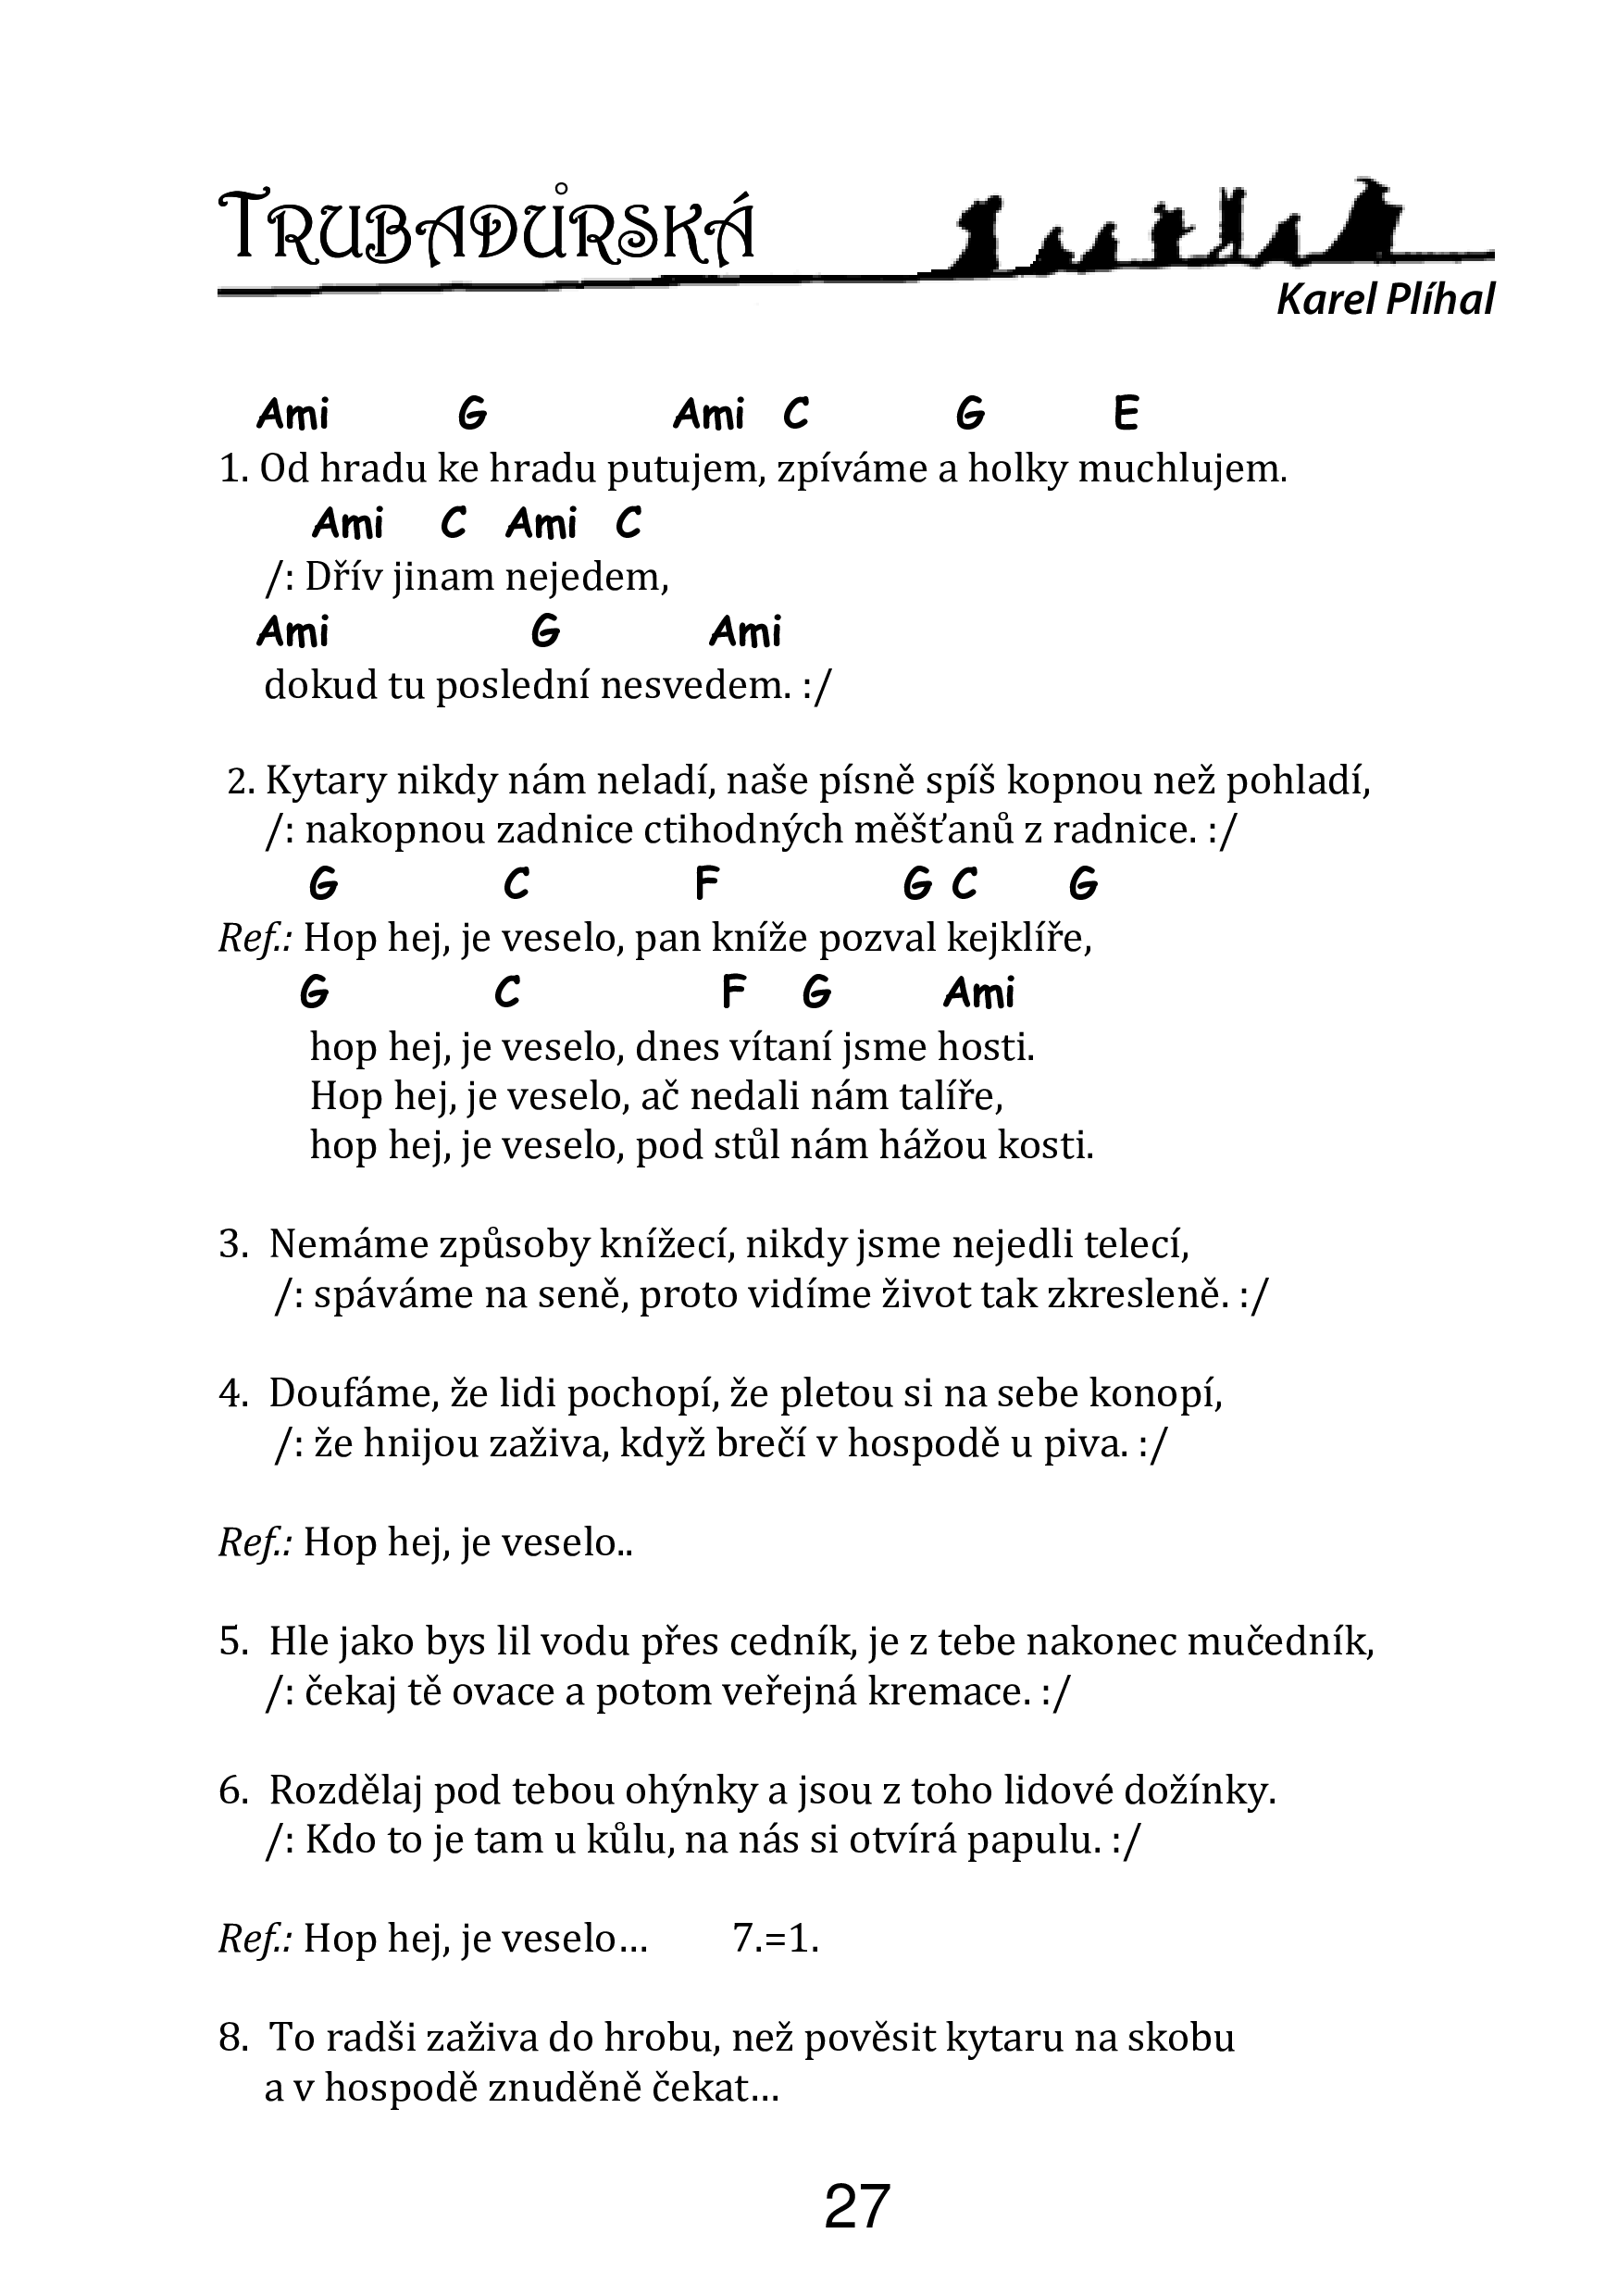 TRUBADŮRSKÁ
Karel Plíhal
Ami G Ami C G E
1. Od hradu ke hradu putujem, zpíváme a holky muchlujem.
Ami C Ami C
/: Dřív jinam nejedem,
Ami G Ami
dokud tu poslední nesvedem. :/
2. Kytary nikdy nám neladí, naše písně spíš kopnou než pohladí,
/: nakopnou zadnice ctihodných měšťanů z radnice. :/
G C F G C G
Ref.: Hop hej, je veselo, pan kníže pozval kejklíře,
G C F G Ami
hop hej, je veselo, dnes vítaní jsme hosti.
Hop hej, je veselo, ač nedali nám talíře,
hop hej, je veselo, pod stůl nám hážou kosti.
3. Nemáme způsoby knížecí, nikdy jsme nejedli telecí,
/: spáváme na seně, proto vidíme život tak zkresleně. :/
4. Doufáme, že lidi pochopí, že pletou si na sebe konopí,
/: že hnijou zaživa, když brečí v hospodě u piva. :/
Ref.: Hop hej, je veselo..
5. Hle jako bys lil vodu přes cedník, je z tebe nakonec mučedník,
/: čekaj tě ovace a potom veřejná kremace. :/
6. Rozdělaj pod tebou ohýnky a jsou z toho lidové dožínky.
/: Kdo to je tam u kůlu, na nás si otvírá papulu. :/
Ref.: Hop hej, je veselo… 7.=1.
8. To radši zaživa do hrobu, než pověsit kytaru na skobu
a v hospodě znuděně čekat…
27